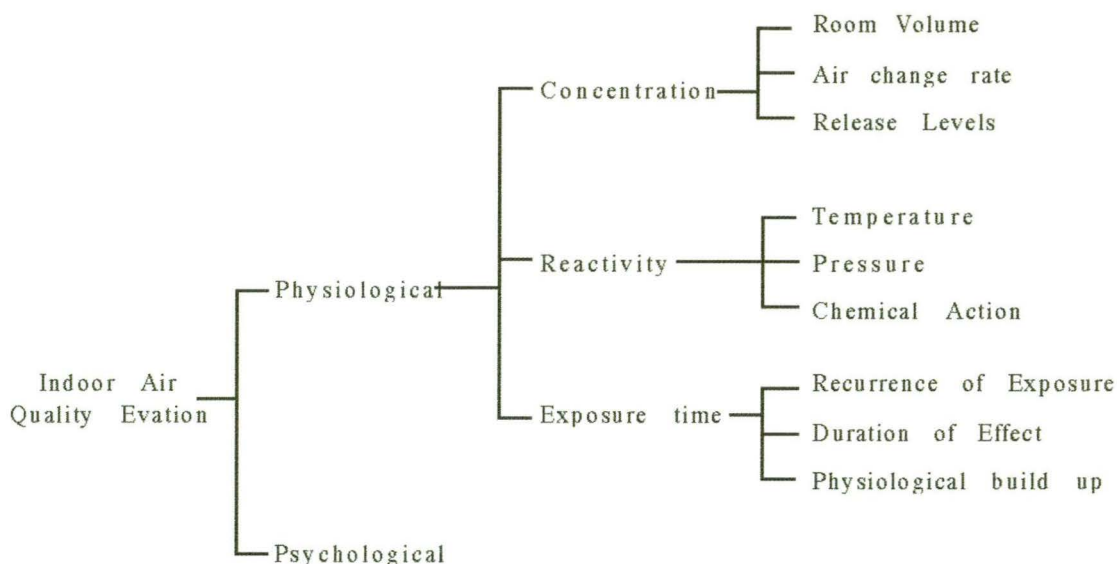 Room Volume
Concentration
Air change rate
Release Levels
Temperature
Reactivity
Pressure
Physiological
Chemical Action
Indoor Air
Quality Evation
Recurrence of Exposure
Exposure time
Duration of Effect
Physiological build up
Psychological